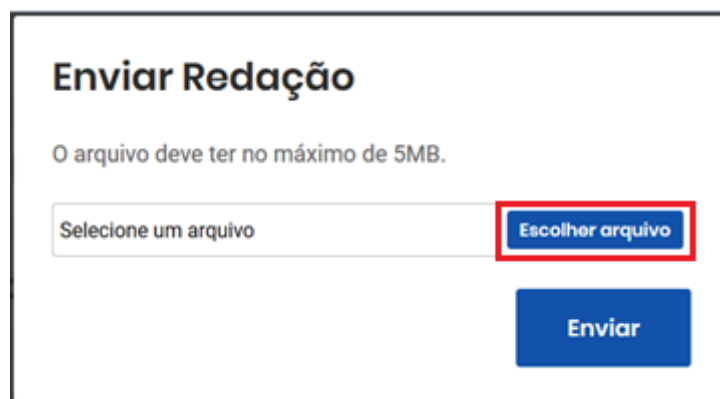 Enviar Redação
O arquivo deve ter no máximo de 5MB.
Selecione um arquivo
Escolher arquivo
Enviar